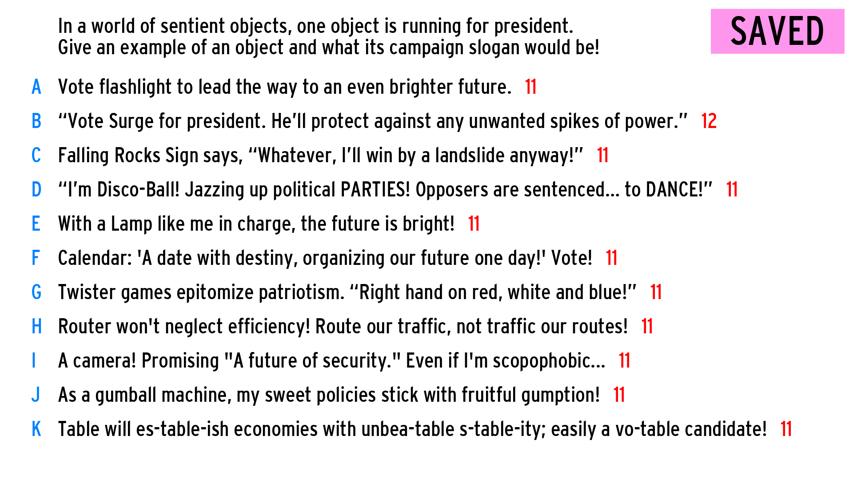 In a world of sentient objects, one object is running for president.
Give an example of an object and what its campaign slogan would be!
SAVED
A Vote flashlight to lead the way to an even brighter future. 11
B “Vote Surge for president. He’ll protect against any unwanted spikes of power.” 12
C Falling Rocks Sign says, “Whatever, I’ll win by a landslide anyway!” 11
D “I’m Disco-Ball! Jazzing up political PARTIES! Opposers are sentenced... to DANCE!” 11
E With a Lamp like me in charge, the future is bright! 11
F Calendar: 'A date with destiny, organizing our future one day!' Vote! 11
G Twister games epitomize patriotism. “Right hand on red, white and blue!” 11
H Router won't neglect efficiency! Route our traffic, not traffic our routes! 11
I A camera! Promising "A future of security." Even if I'm scopophobic... 11
J As a gumball machine, my sweet policies stick with fruitful gumption! 11
K Table will es-table-ish economies with unbea-table s-table-ity; easily a vo-table candidate! 11